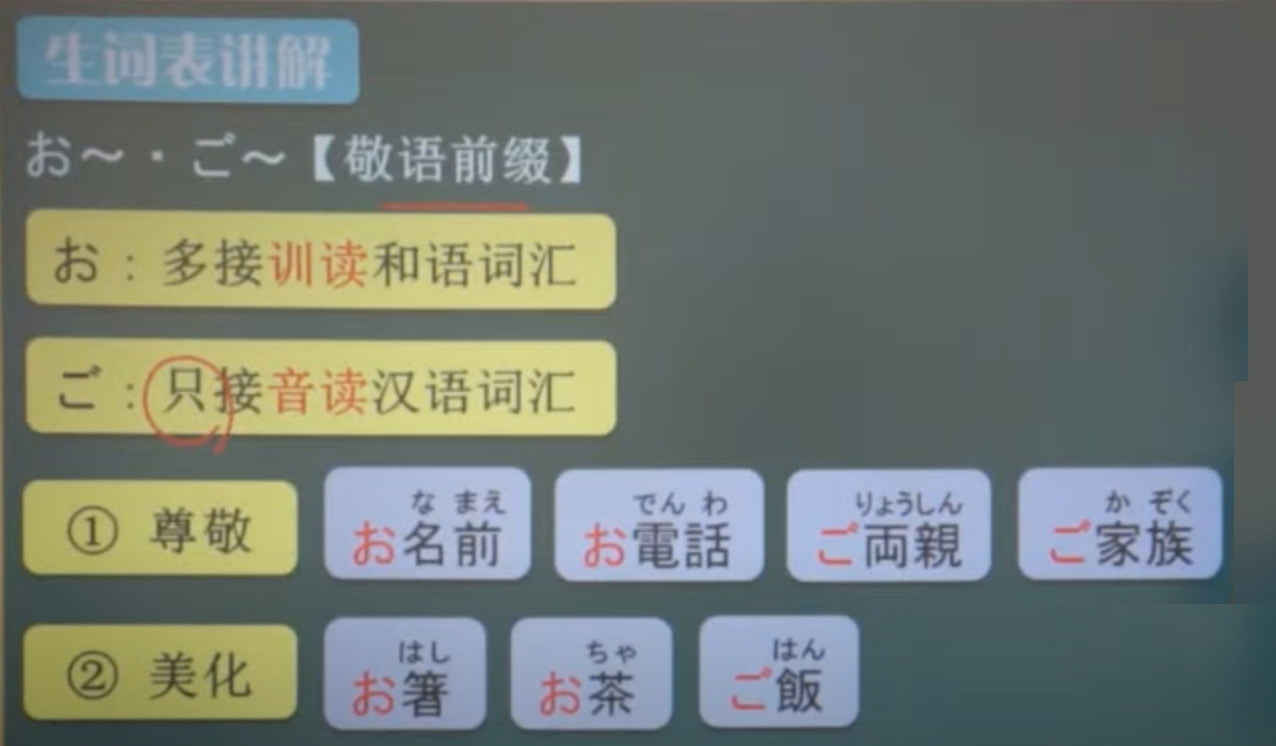 生词表讲解
お～・ご～【敬语前缀】
お：多接训读和语词汇
ご：只接音读汉语词汇
① 尊敬
なまえ
お名前
でんわ
お電話
りょうしん
ご両親
かぞく
ご家族
② 美化
はし
お箸
ちゃ
お茶
はん
ご飯